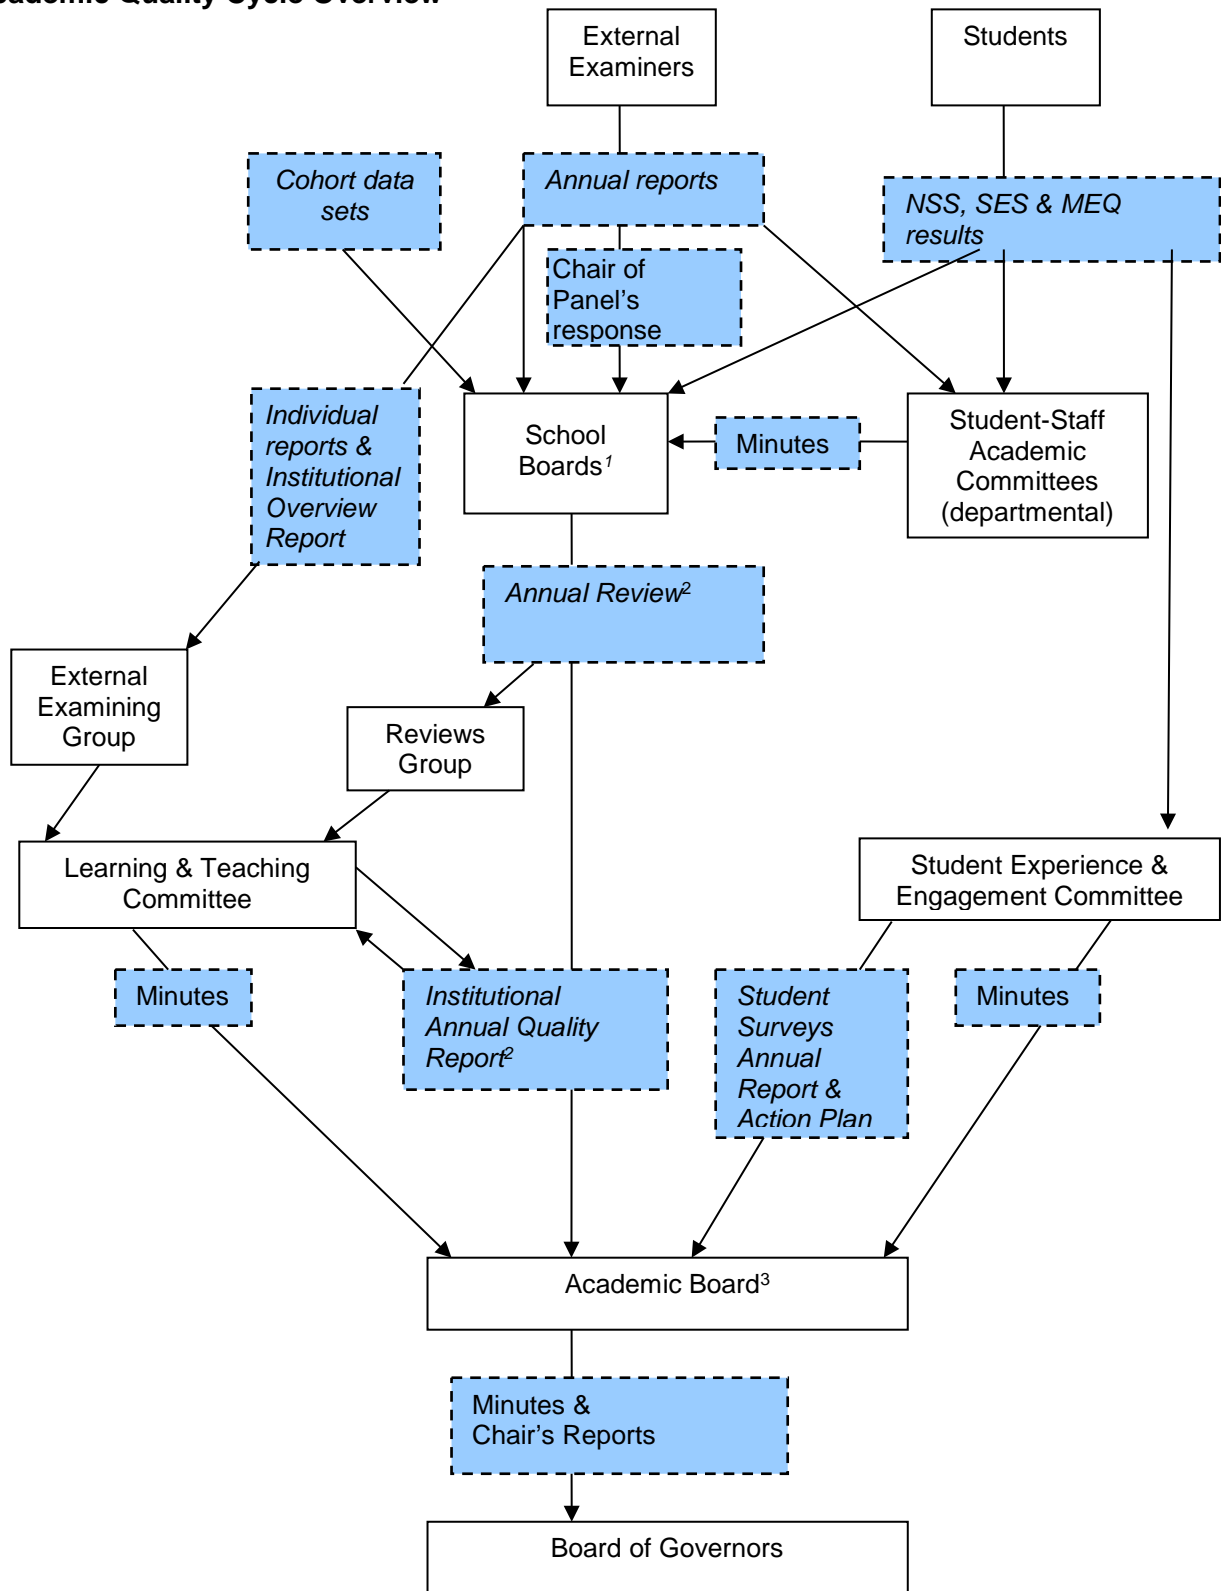 ademic Quality Cycle Overview
External
Examiners
Students
Cohort data
sets
Annual reports
NSS, SES & MEQ
results
Chair of
Panel’s
response
Individual
reports &
Institutional
Overview
Report
School
Boards1
Minutes
Student-Staff
Academic
Committees
(departmental)
Annual Review2
External
Examining
Group
Reviews
Group
Learning & Teaching
Committee
Student Experience &
Engagement Committee
Minutes
Institutional
Annual Quality
Report2
Student
Surveys
Annual
Report &
Action Plan
Minutes
Academic Board3
Minutes &
Chair’s Reports
Board of Governors